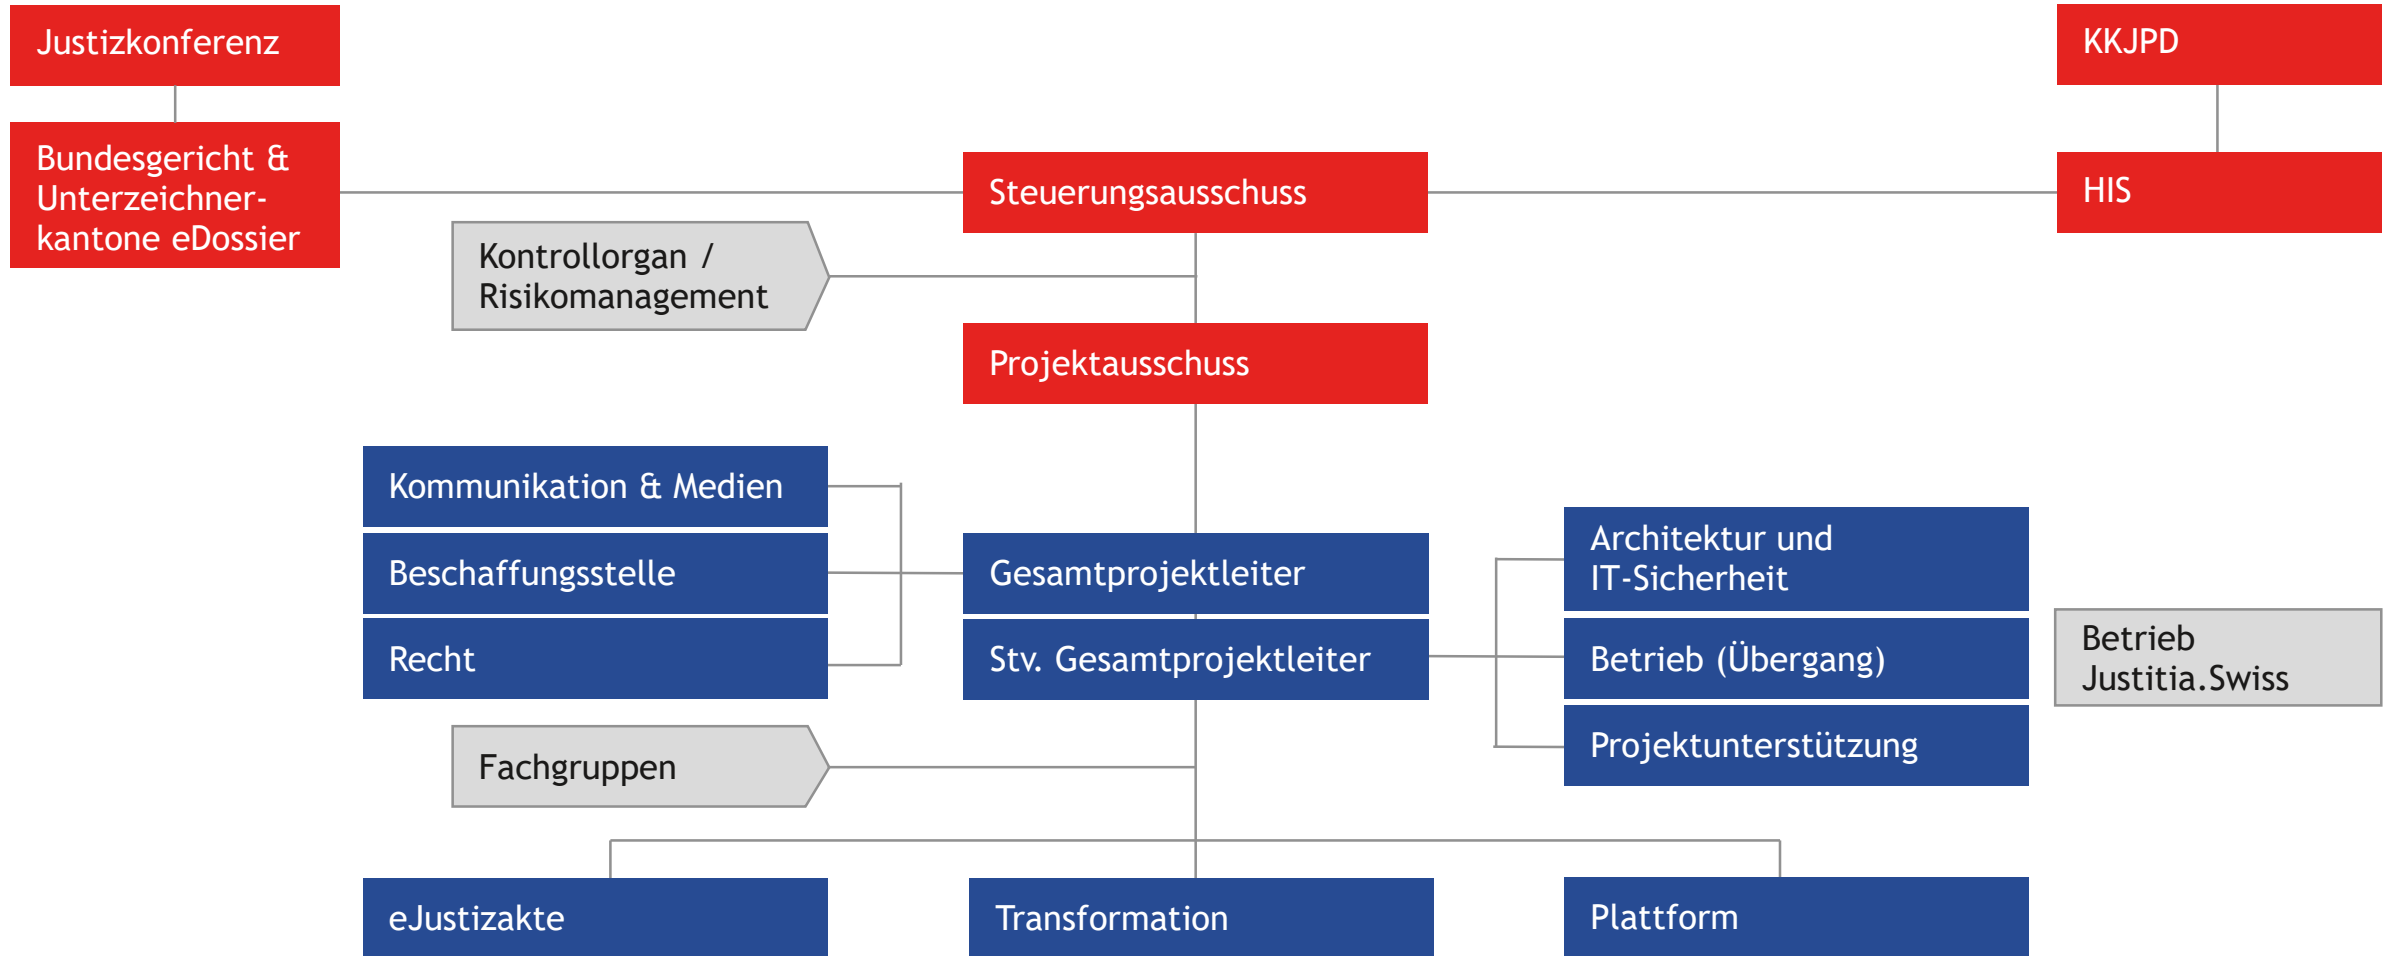 Justizkonferenz
KKJPD
Bundesgericht &
Unterzeichner-
kantone eDossier
Steuerungsausschuss
HIS
Kontrollorgan /
Risikomanagement
Projektausschuss
Kommunikation & Medien
Beschaffungsstelle
Recht
Gesamtprojektleiter
Stv. Gesamtprojektleiter
Architektur und
IT-Sicherheit
Betrieb (Übergang)
Projektunterstützung
Betrieb
Justitia.Swiss
Fachgruppen
eJustizakte
Transformation
Plattform